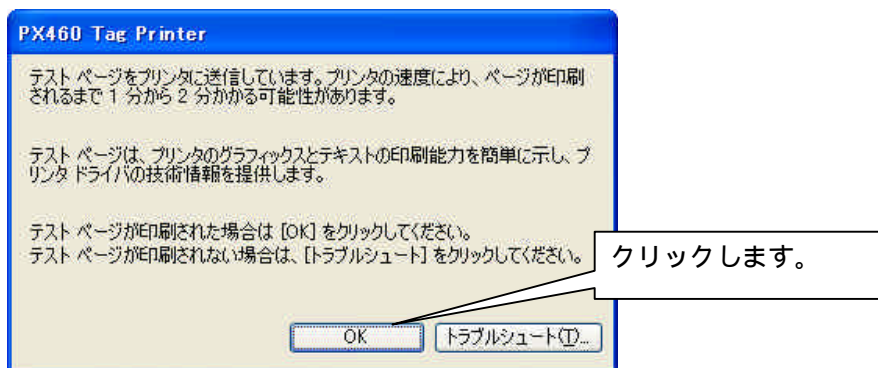 PX460 Tag Printer
テスト ページをプリンタに送信しています。プリンタの速度により、ページが印刷
されるまで 1 分から 2 分かかる可能性があります。
テスト ページは、プリンタのグラフィックスとテキストの印刷能力を簡単に示し、プ
リンタ ドライバの技術情報を提供します。
テスト ページが印刷された場合は [OK] をクリックしてください。
テスト ページが印刷されない場合は、[トラブルシュート] をクリックしてください。
クリックします。
OK
トラブルシュート(T)...